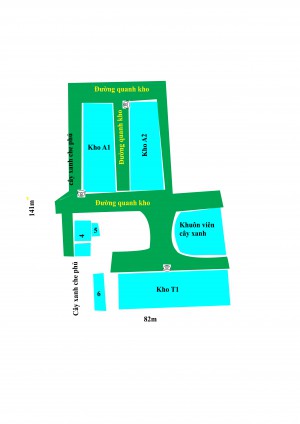 Đường quanh kho
cây xanh che phủ
Kho A1
Đường quanh kho
Kho A2
Đường quanh kho
141m
4
5
Khuôn viên
cây xanh
Cây xanh che phủ
6
Kho T1
82m